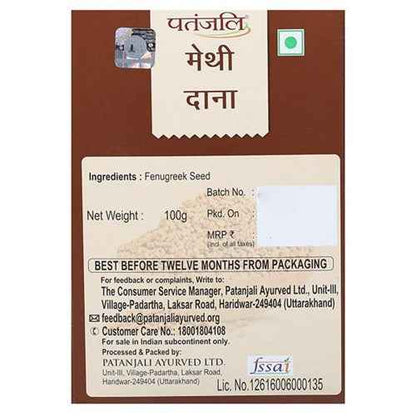 पतंजलि
मेथी
दाना
Ingredients : Fenugreek Seed
Batch No. :
Net Weight : 100g Pkd. On
MRP ₹ :
(incl. of all taxes)
BEST BEFORE TWELVE MONTHS FROM PACKAGING
For feedback or complaints, Write to:
The Consumer Service Manager, Patanjali Ayurved Ltd., Unit-III,
Village-Padartha, Laksar Road, Haridwar-249404 (Uttarakhand)
feedback@patanjaliayurved.org
Customer Care No.: 18001804108
For sale in Indian subcontinent only.
Processed & Packed by:
PATANJALI AYURVED LTD.
Unit-III, Village-Padartha, Laksar Road,
Haridwar-249404 (Uttarakhand)
fssai
Lic. No.12616006000135